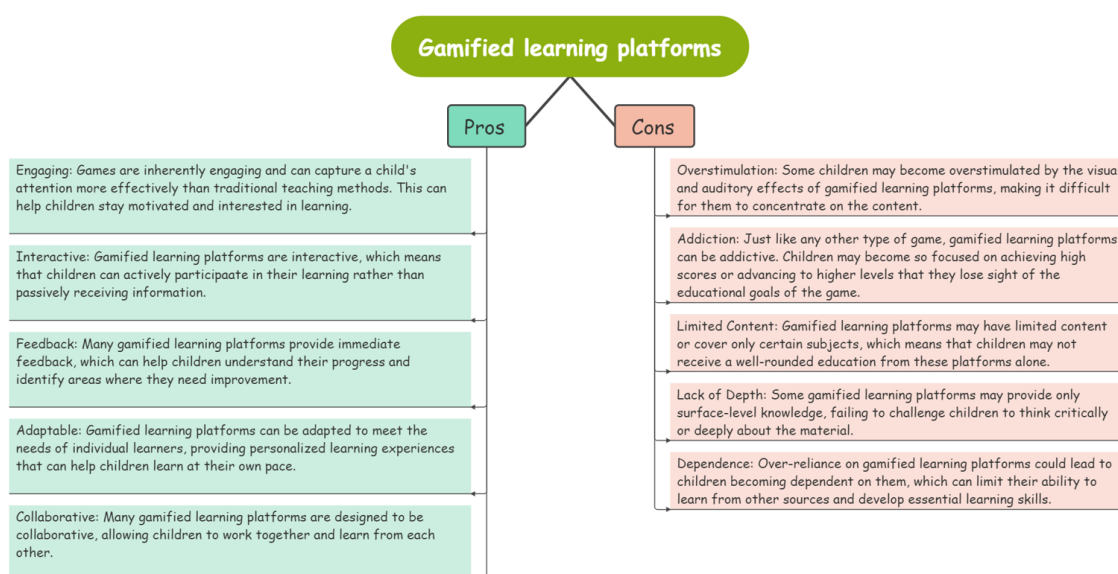 Gamified learning platforms
Pros
Cons
Engaging: Games are inherently engaging and can capture a child's
attention more effectively than traditional teaching methods. This can
help children stay motivated and interested in learning.
Interactive: Gamified learning platforms are interactive, which means
that children can actively participate in their learning rather than
passively receiving information.
Feedback: Many gamified learning platforms provide immediate
feedback, which can help children understand their progress and
identify areas where they need improvement.
Adaptable: Gamified learning platforms can be adapted to meet the
needs of individual learners, providing personalized learning experiences
that can help children learn at their own pace.
Collaborative: Many gamified learning platforms are designed to be
collaborative, allowing children to work together and learn from each
other.
Overstimulation: Some children may become overstimulated by the visua
and auditory effects of gamified learning platforms, making it difficult
for them to concentrate on the content.
Addiction: Just like any other type of game, gamified learning platforms
can be addictive. Children may become so focused on achieving high
scores or advancing to higher levels that they lose sight of the
educational goals of the game.
Limited Content: Gamified learning platforms may have limited content
or cover only certain subjects, which means that children may not
receive a well-rounded education from these platforms alone.
Lack of Depth: Some gamified learning platforms may provide only
surface-level knowledge, failing to challenge children to think critically
or deeply about the material.
Dependence: Over-reliance on gamified learning platforms could lead to
children becoming dependent on them, which can limit their ability to
learn from other sources and develop essential learning skills.